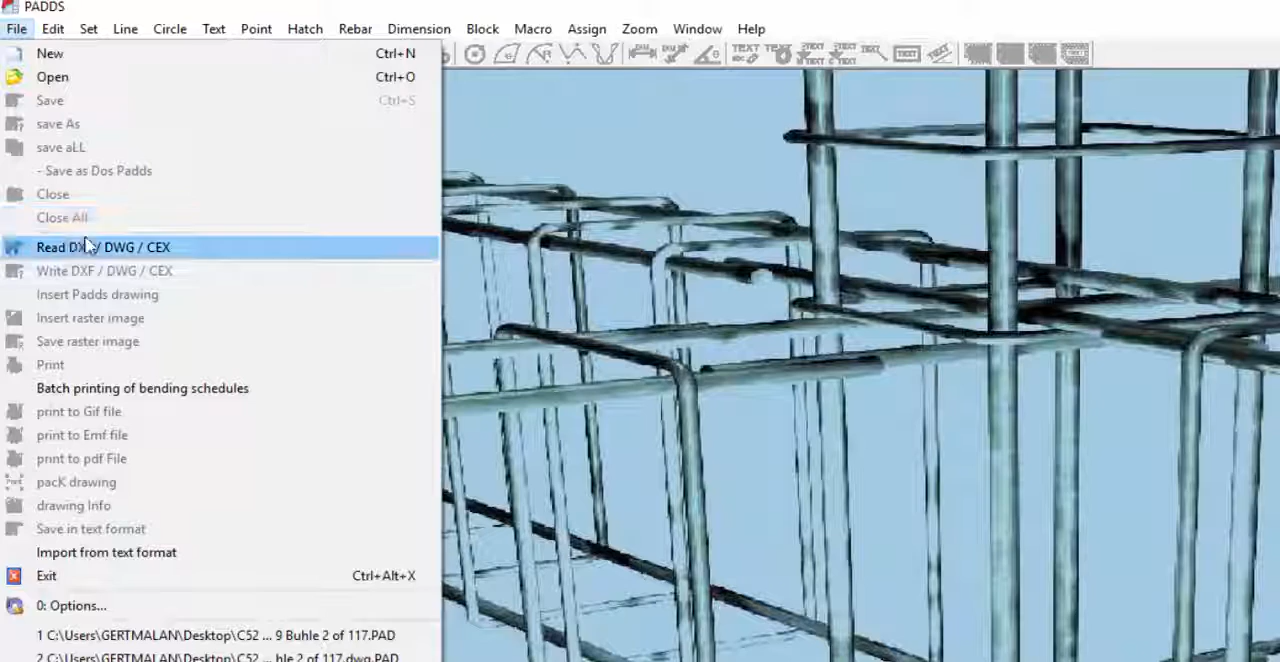 PADDS
File Edit Set Line Circle Text Point Hatch Rebar Dimension Block Macro Assign Zoom Window Help
New Ctrl+N
Open Ctrl+O
Save Ctrl+S
save As
save aLL
- Save as Dos Padds
Close
Close All
Read DXF / DWG / CEX
Write DXF / DWG / CEX
Insert Padds drawing
Insert raster image
Save raster image
Print
Batch printing of bending schedules
print to Gif file
print to Emf file
print to pdf File
pacK drawing
drawing Info
Save in text format
Import from text format
Exit Ctrl+Alt+X
0: Options...
1 C:\Users\GERTMALAN\Desktop\C52 ... 9 Buhle 2 of 117.PAD
2 C:\Users\GERTMALAN\Desktop\C52 ... hle 2 of 117.dwg.PAD